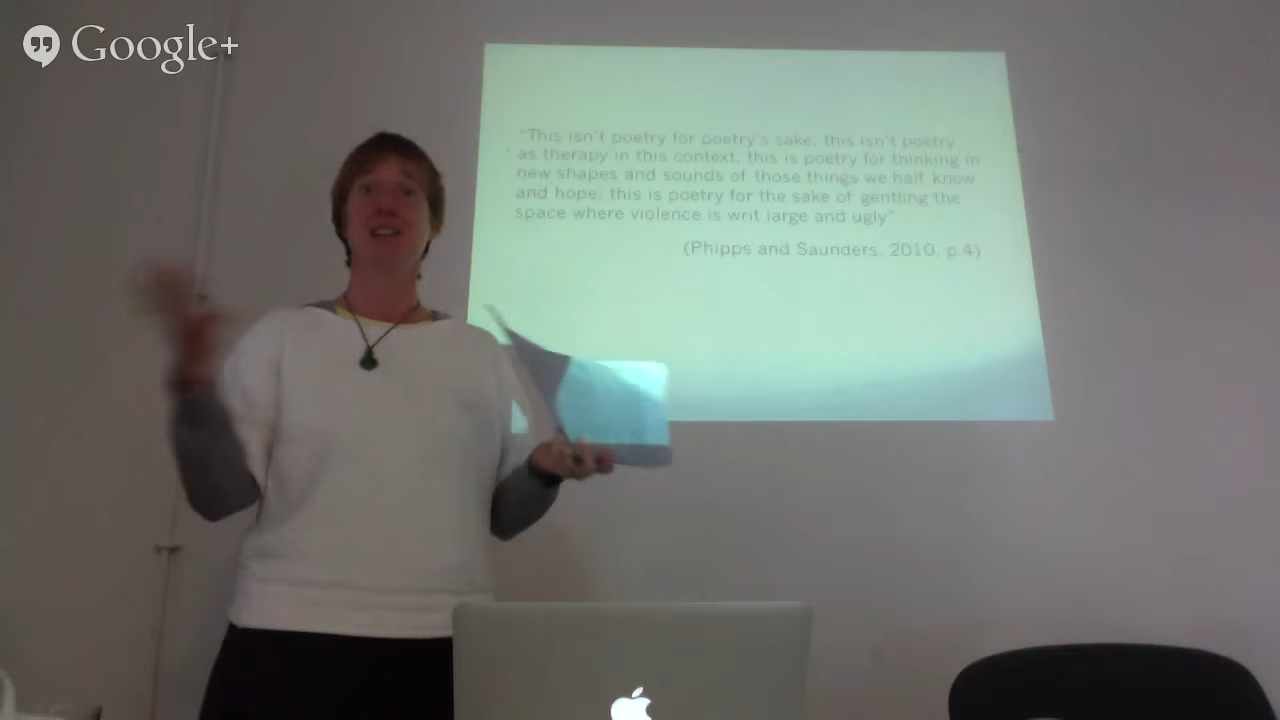 Google+
"This isn't poetry for poetry's sake, this isn't poetry
as therapy in this context, this is poetry for thinking in
new shapes and sounds of those things we half know
and hope; this is poetry for the sake of gentling the
space where violence is writ large and ugly"
(Phipps and Saunders, 2010, p.4)